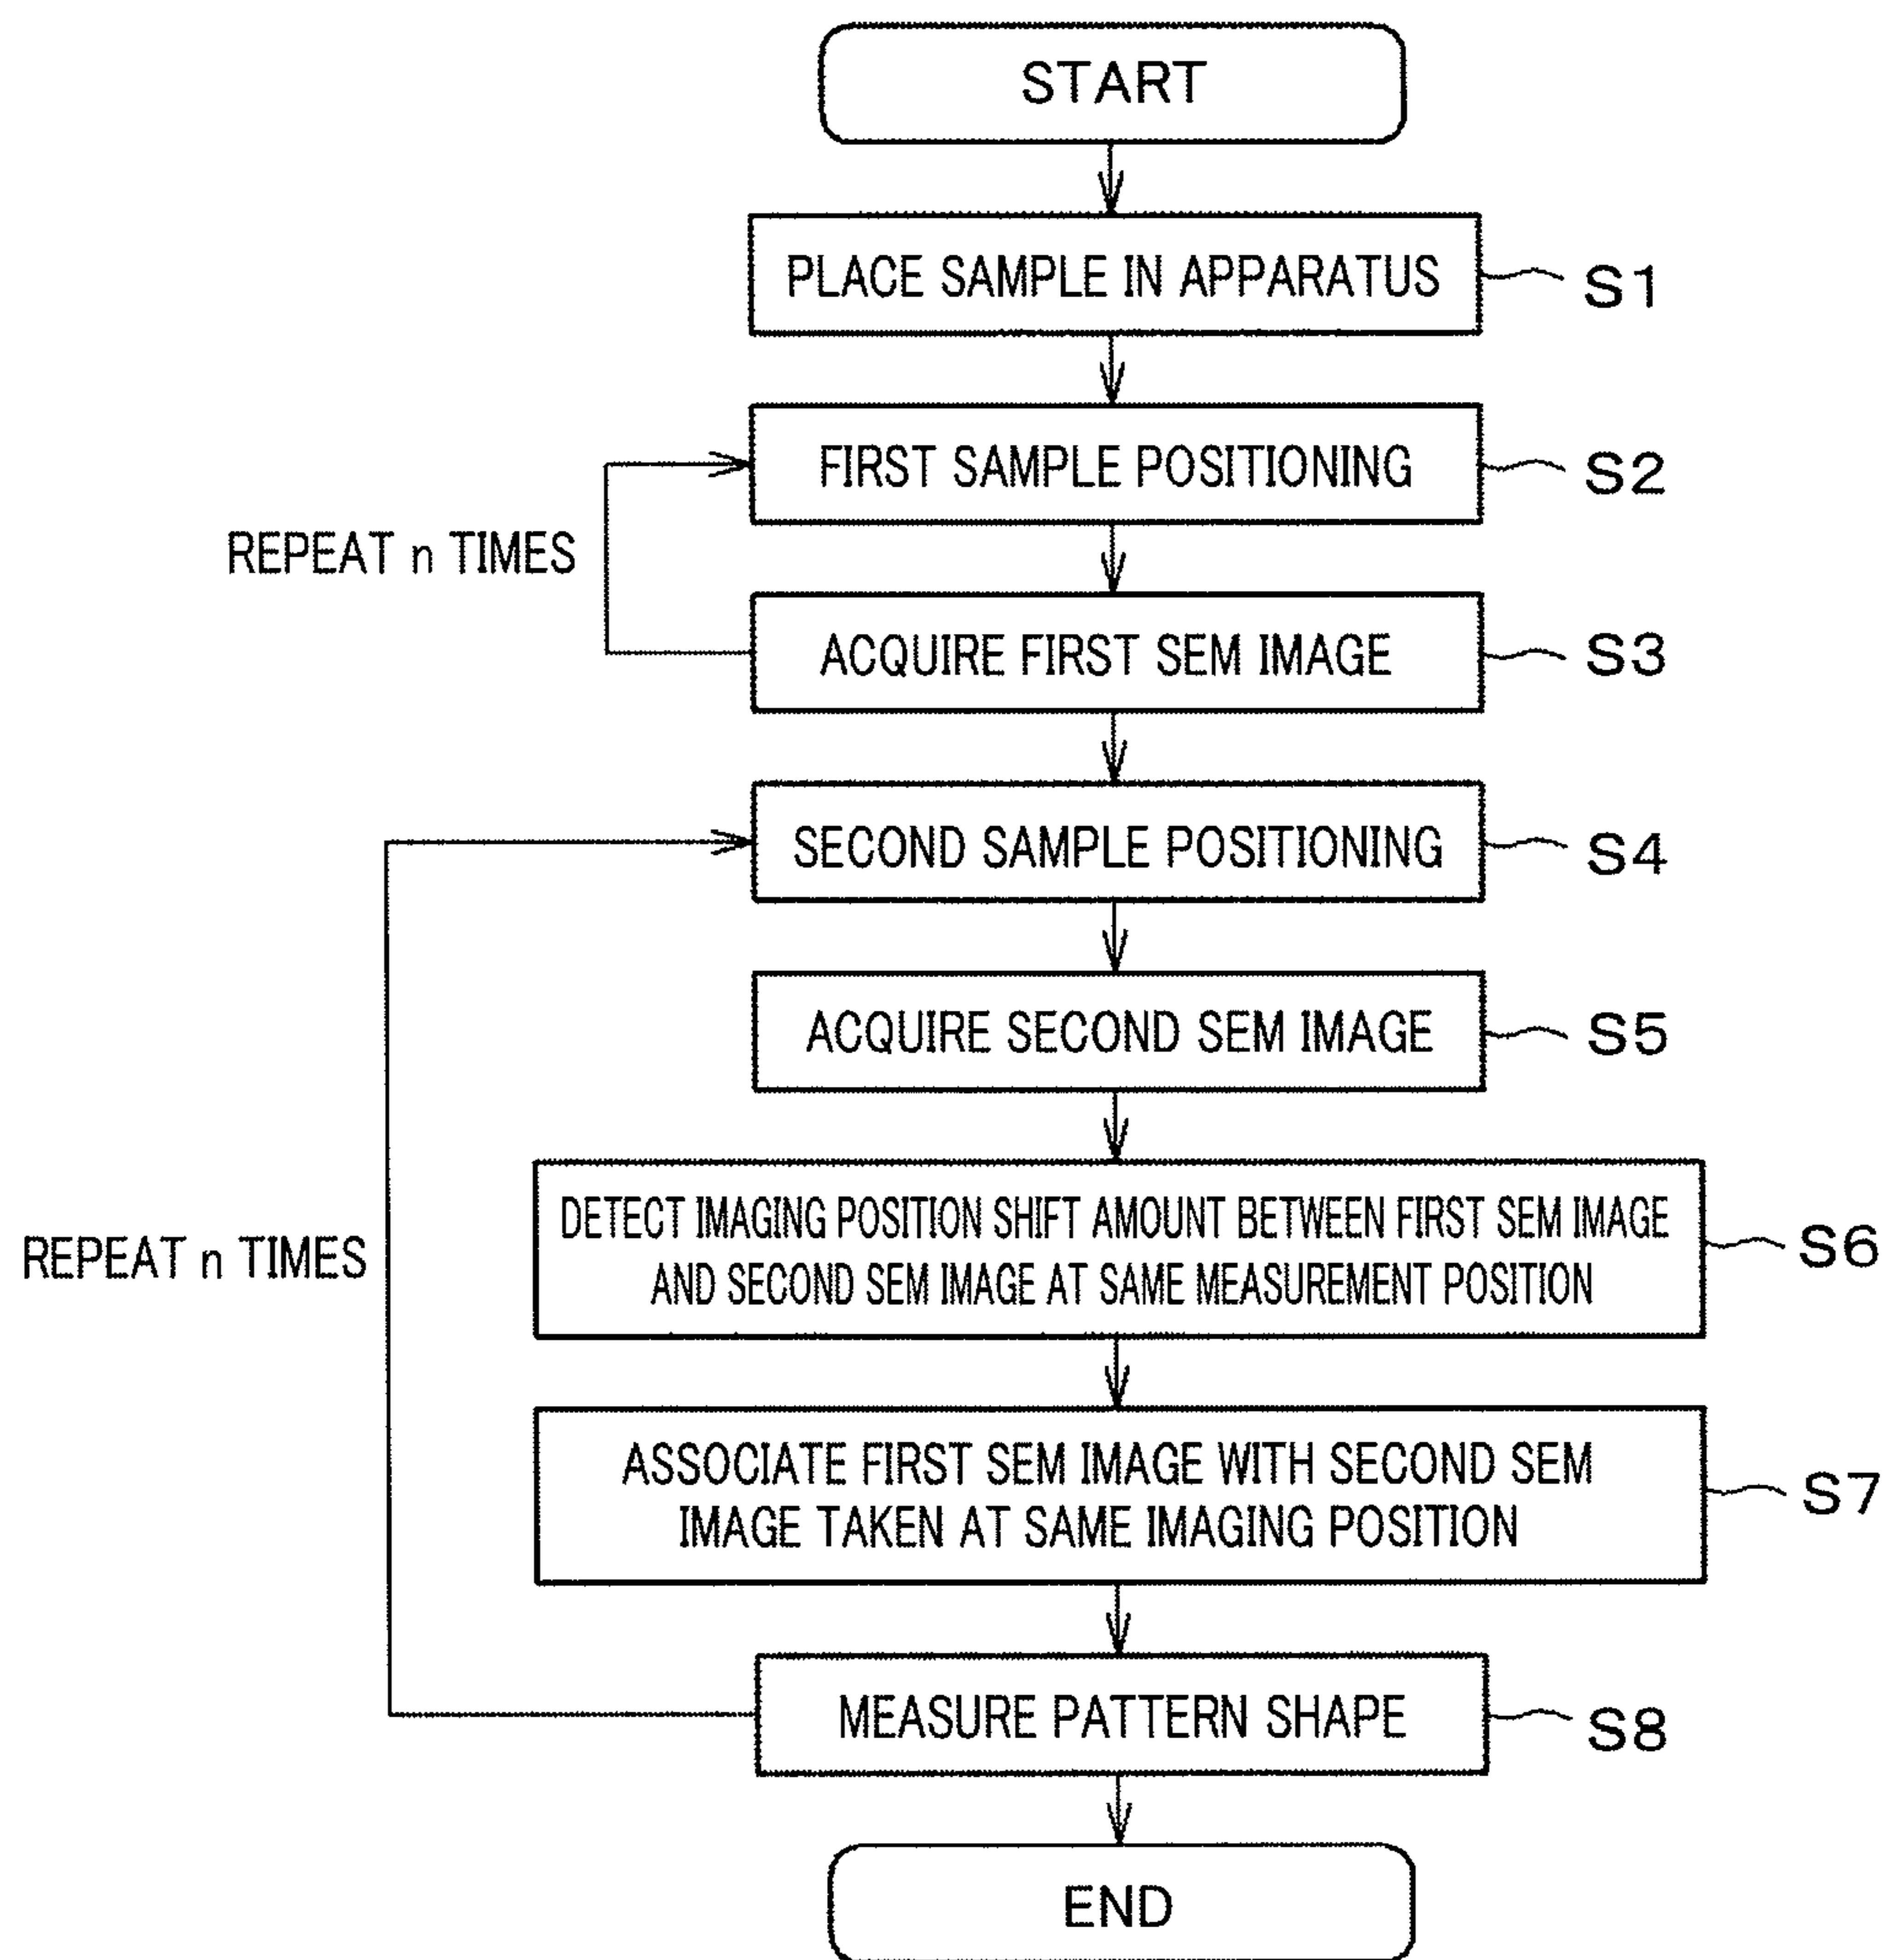 START
PLACE SAMPLE IN APPARATUS
S1
FIRST SAMPLE POSITIONING
S2
REPEAT n TIMES
ACQUIRE FIRST SEM IMAGE
S3
SECOND SAMPLE POSITIONING
S4
ACQUIRE SECOND SEM IMAGE
S5
DETECT IMAGING POSITION SHIFT AMOUNT BETWEEN FIRST SEM IMAGE
AND SECOND SEM IMAGE AT SAME MEASUREMENT POSITION
S6
REPEAT n TIMES
ASSOCIATE FIRST SEM IMAGE WITH SECOND SEM
IMAGE TAKEN AT SAME IMAGING POSITION
S7
MEASURE PATTERN SHAPE
S8
END